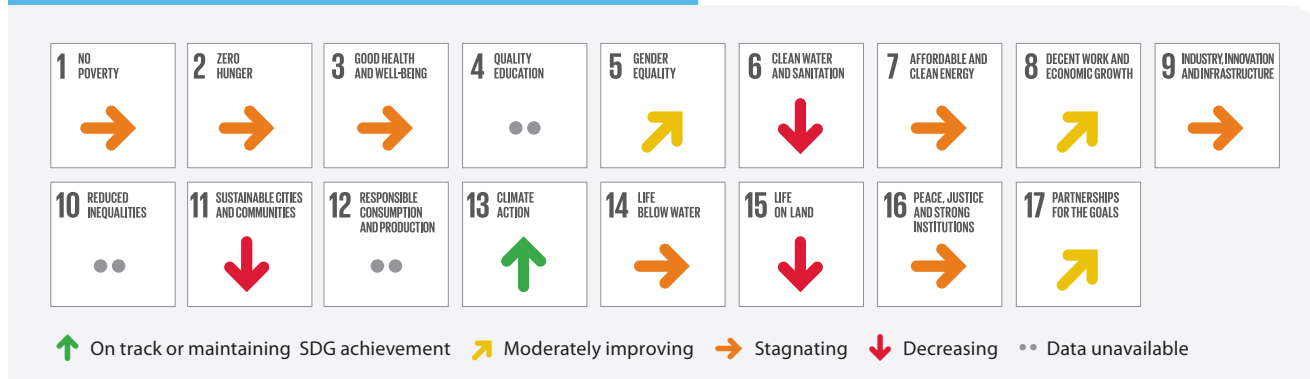 1 NO
POVERTY
2 ZERO
HUNGER
3 GOOD HEALTH
AND WELL-BEING
4 QUALITY
EDUCATION
5 GENDER
EQUALITY
6 CLEAN WATER
AND SANITATION
7 AFFORDABLE AND
CLEAN ENERGY
8 DECENT WORK AND
ECONOMIC GROWTH
9 INDUSTRY, INNOVATION
AND INFRASTRUCTURE
10 REDUCED
INEQUALITIES
11 SUSTAINABLE CITIES
AND COMMUNITIES
12 RESPONSIBLE
CONSUMPTION
AND PRODUCTION
13 CLIMATE
ACTION
14 LIFE
BELOW WATER
15 LIFE
ON LAND
16 PEACE, JUSTICE
AND STRONG
INSTITUTIONS
17 PARTNERSHIPS
FOR THE GOALS
On track or maintaining SDG achievement Moderately improving Stagnating Decreasing Data unavailable